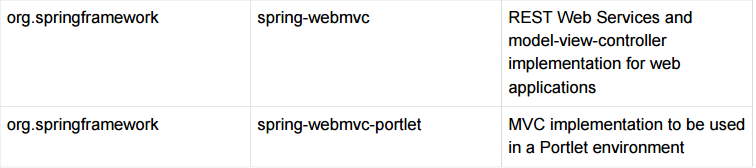 org.springframework spring-webmvc REST Web Services and
model-view-controller
implementation for web
applications
org.springframework spring-webmvc-portlet MVC implementation to be used
in a Portlet environment